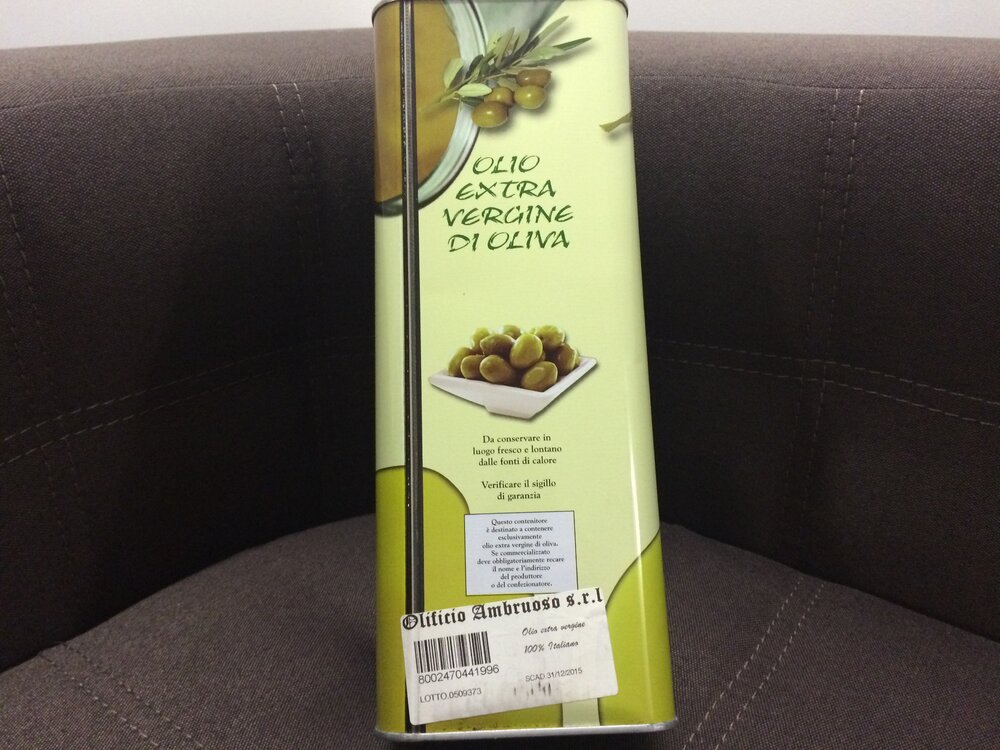 OLIO
EXTRA
VERGINE
DI OLIVA
Da conservare in
luogo fresco e lontano
dalle fonti di calore
Verificare il sigillo
di garanzia
Questo contenitore
è destinato a contenere
esclusivamente
olio extra vergine di oliva.
Se commercializzato
deve obbligatoriamente recare
il nome e l'indirizzo
del produttore
o del confezionatore.
Olificio Ambruoso s.r.l
Olio extra vergine
100% Italiano
8002470441996
SCAD.31/12/2015
LOTTO.0509373